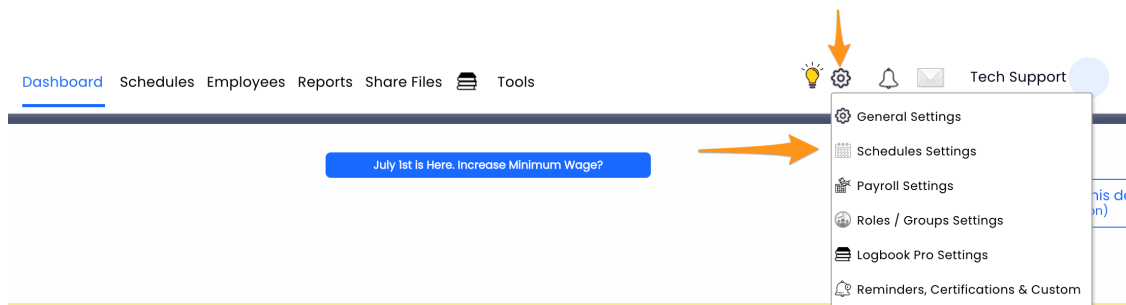 Dashboard Schedules Employees Reports Share Files Tools Tech Support
General Settings
July 1st is Here. Increase Minimum Wage?
Schedules Settings
Payroll Settings
Roles / Groups Settings
Logbook Pro Settings
Reminders, Certifications & Custom